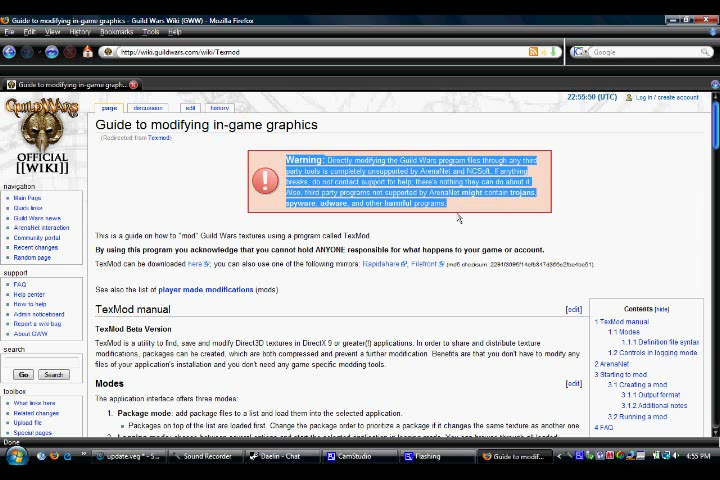 Guide to modifying in-game graphics - Guild Wars Wiki (GWW) - Mozilla Firefox
File Edit View History Bookmarks Tools Help
http://wiki.guildwars.com/wiki/Texmod
Google
Guide to modifying in-game graph...
22:55:50 (UTC) Log in / create account
GUILD WARS
OFFICIAL
[[WIKI]]
page discussion edit history
Guide to modifying in-game graphics
(Redirected from Texmod)
Warning: Directly modifying the Guild Wars program files through any third
party tools is completely unsupported by ArenaNet and NCSoft. If anything
breaks, do not contact support for help; there's nothing they can do about it.
Also, third party programs not supported by ArenaNet might contain trojans,
spyware, adware, and other harmful programs.
navigation
Main Page
Quick links
Guild Wars news
ArenaNet interaction
Community portal
Recent changes
Random page
support
FAQ
Help center
How to help
Admin noticeboard
Report a wiki bug
About GWW
search
Go Search
toolbox
What links here
Related changes
Upload file
Special pages
This is a guide on how to "mod" Guild Wars textures using a program called TexMod.
By using this program you acknowledge that you cannot hold ANYONE responsible for what happens to your game or account.
TexMod can be downloaded here, you can also use one of the following mirrors: Rapidshare, Filefront
See also the list of player made modifications (mods).
TexMod manual [edit]
TexMod Beta Version
TexMod is a utility to find, save and modify Direct3D textures in DirectX 9 or greater(!) applications. In order to share and distribute texture
modifications, packages can be created, which are both compressed and prevent a further modification. Benefits are that you don't have to modify any
files of your application's installation and you don't need any game specific modding tools.
Modes [edit]
The application interface offers three modes:
1. Package mode: add package files to a list and load them into the selected application.
Packages on top of the list are loaded first. Change the order to prioritize a package if it changes the same texture as another one.
Contents [hide]
1 TexMod manual
1.1 Modes
1.1.1 Definition file syntax
1.2 Controls in logging mode
2 ArenaNet
3 Starting to mod
3.1 Creating a mod
3.1.1 Output format
3.1.2 Additional notes
3.2 Running a mod
4 FAQ
Done
update.veg * - S... Sound Recorder Daelin - Chat CamStudio Flashing Guide to modif... 4:55 PM